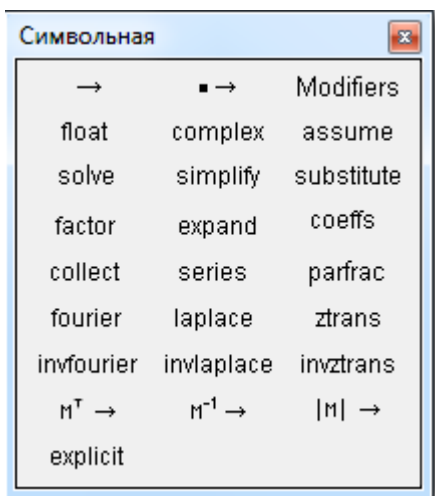 Символьная
→ ▪ → Modifiers
float complex assume
solve simplify substitute
factor expand coeffs
collect series parfrac
fourier laplace ztrans
invfourier invlaplace invztrans
Mᵀ → M⁻¹ → |M| →
explicit